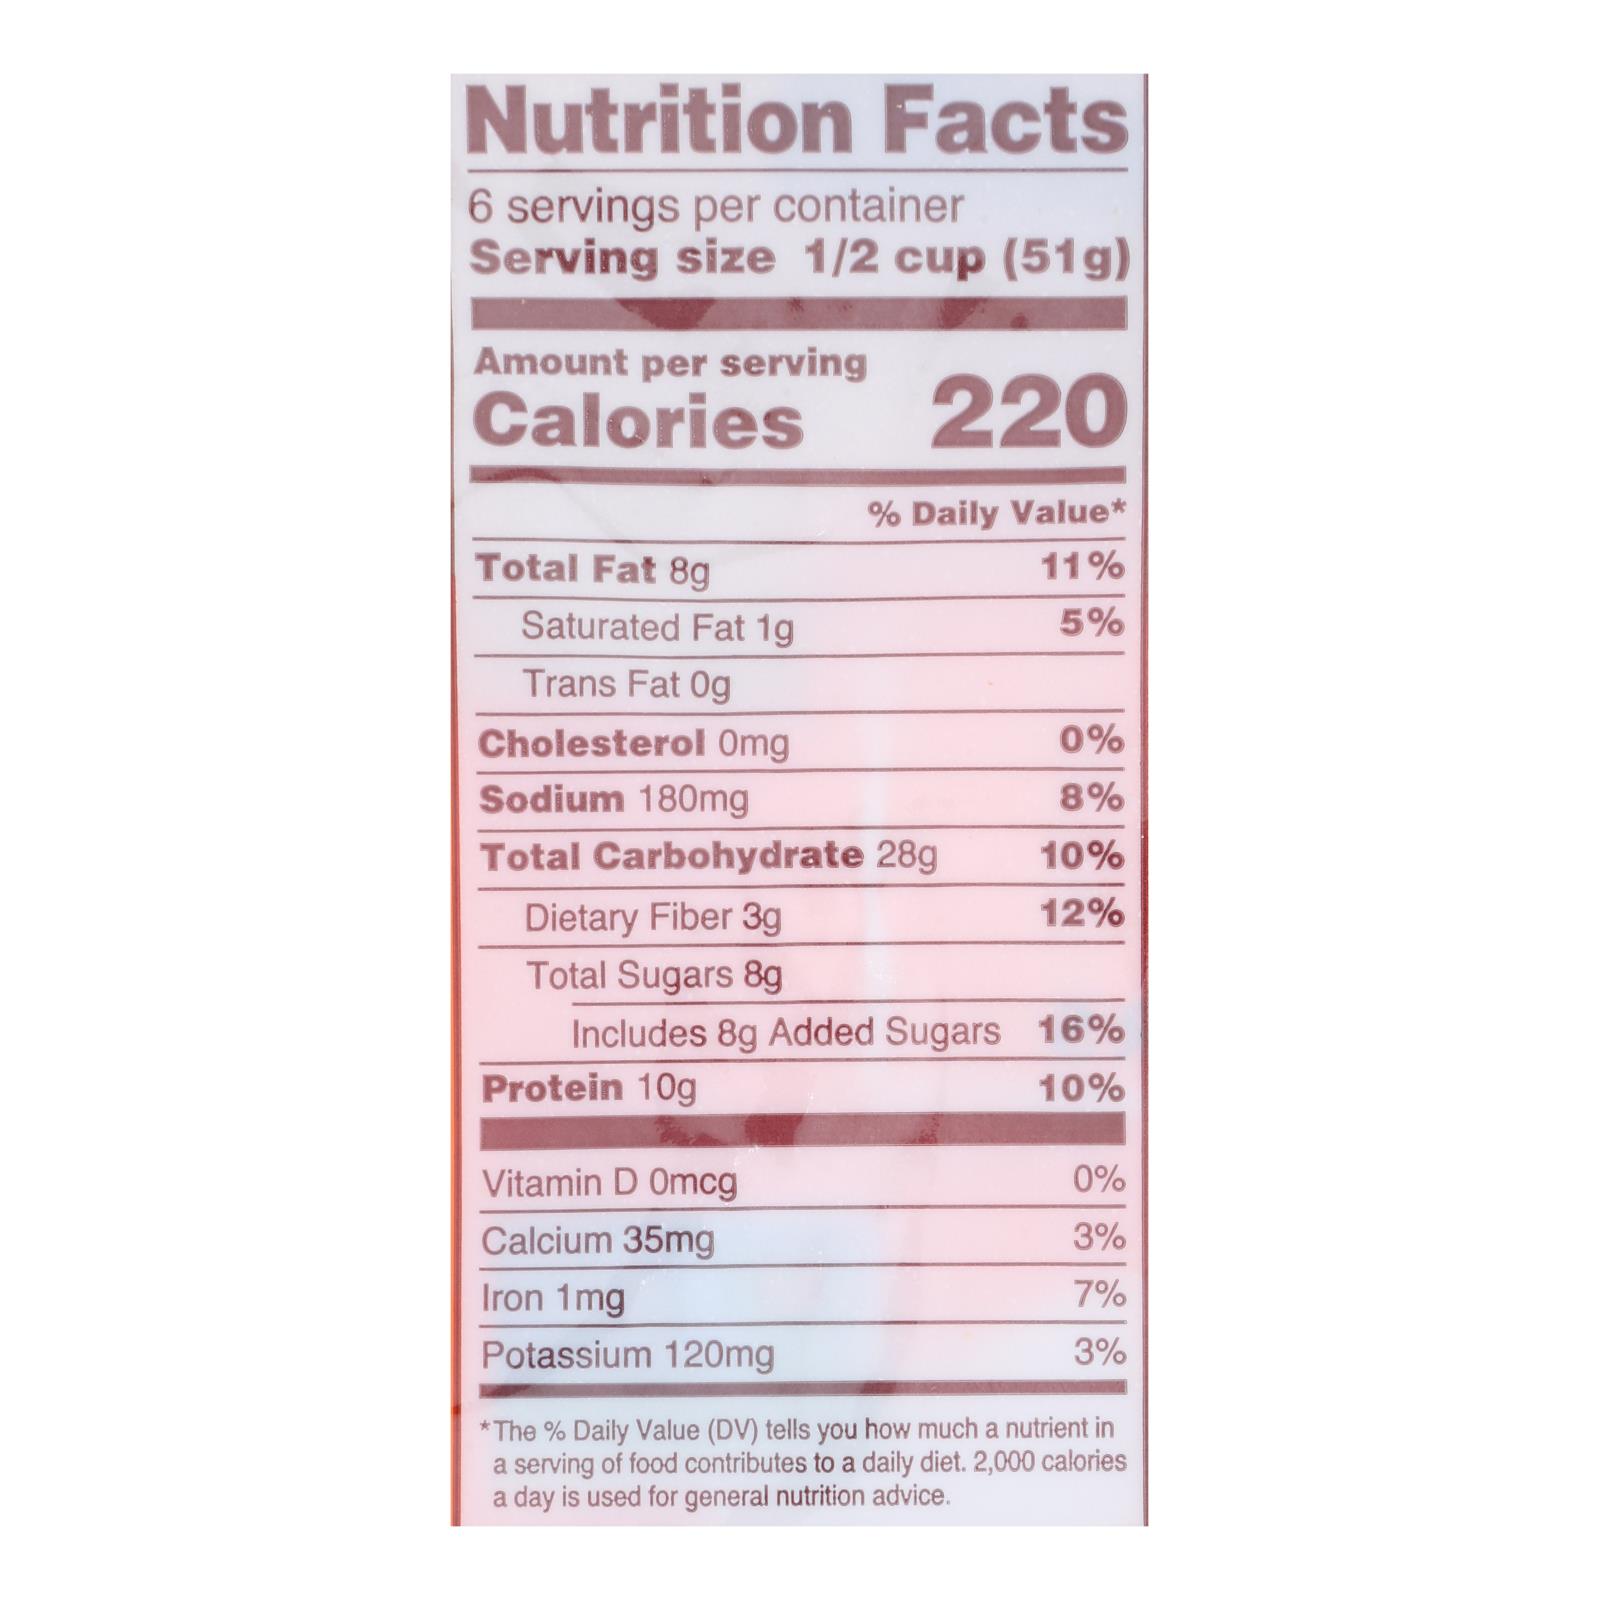 Nutrition Facts
6 servings per container
Serving size 1/2 cup (51g)
Amount per serving
Calories 220
% Daily Value*
Total Fat 8g 11%
Saturated Fat 1g 5%
Trans Fat 0g
Cholesterol 0mg 0%
Sodium 180mg 8%
Total Carbohydrate 28g 10%
Dietary Fiber 3g 12%
Total Sugars 8g
Includes 8g Added Sugars 16%
Protein 10g 10%
Vitamin D 0mcg 0%
Calcium 35mg 3%
Iron 1mg 7%
Potassium 120mg 3%
*The % Daily Value (DV) tells you how much a nutrient in
a serving of food contributes to a daily diet. 2,000 calories
a day is used for general nutrition advice.